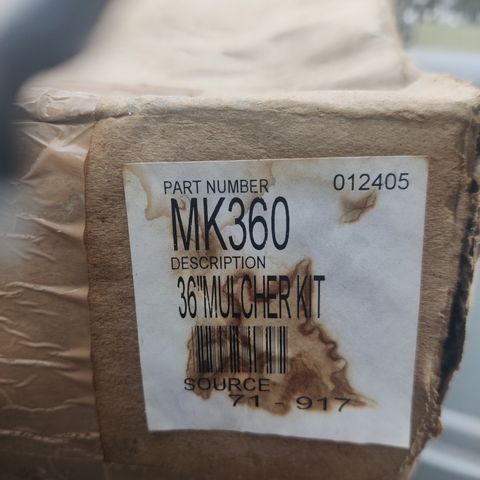 PART NUMBER 012405
MK360
DESCRIPTION
36"MULCHER KIT
SOURCE
71 - 917